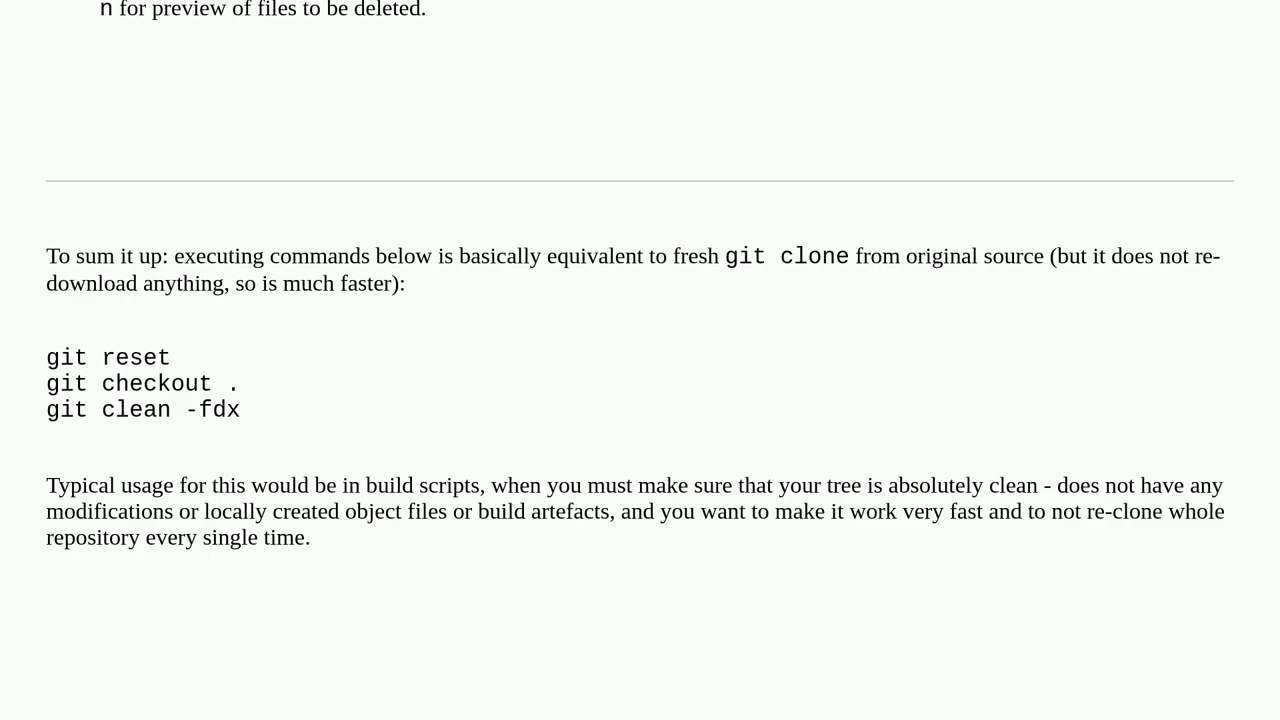 n for preview of files to be deleted.
To sum it up: executing commands below is basically equivalent to fresh git clone from original source (but it does not re-
download anything, so is much faster):
git reset
git checkout .
git clean -fdx
Typical usage for this would be in build scripts, when you must make sure that your tree is absolutely clean - does not have any
modifications or locally created object files or build artefacts, and you want to make it work very fast and to not re-clone whole
repository every single time.